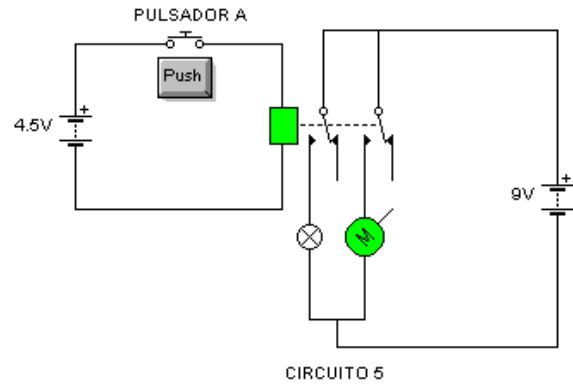 PULSADOR A
Push
4.5V
+
9V
+
M
CIRCUITO 5